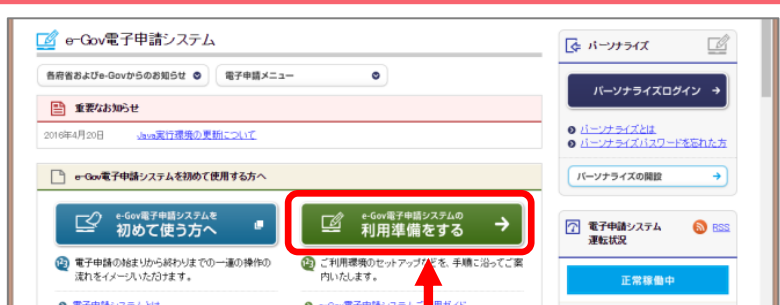 e-Gov電子申請システム
各府省およびe-Govからのお知らせ
電子申請メニュー
重要なお知らせ
2016年4月20日 Java実行環境の更新について
e-Gov電子申請システムを初めて使用する方へ
e-Gov電子申請システムを
初めて使う方へ
e-Gov電子申請システムの
利用準備をする
電子申請の始まりから終わりまでの一連の操作の
流れをイメージいただけます。
ご利用環境のセットアップなどを、手順に沿ってご案
内いたします。
電子申請システムとは
パーソナライズ
パーソナライズログイン
パーソナライズとは
パーソナライズパスワードを忘れた方
パーソナライズの開設
電子申請システム
運転状況
RSS
正常稼働中